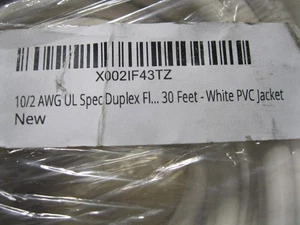 X002IF43TZ
10/2 AWG UL Spec Duplex Fl... 30 Feet - White PVC Jacket
New